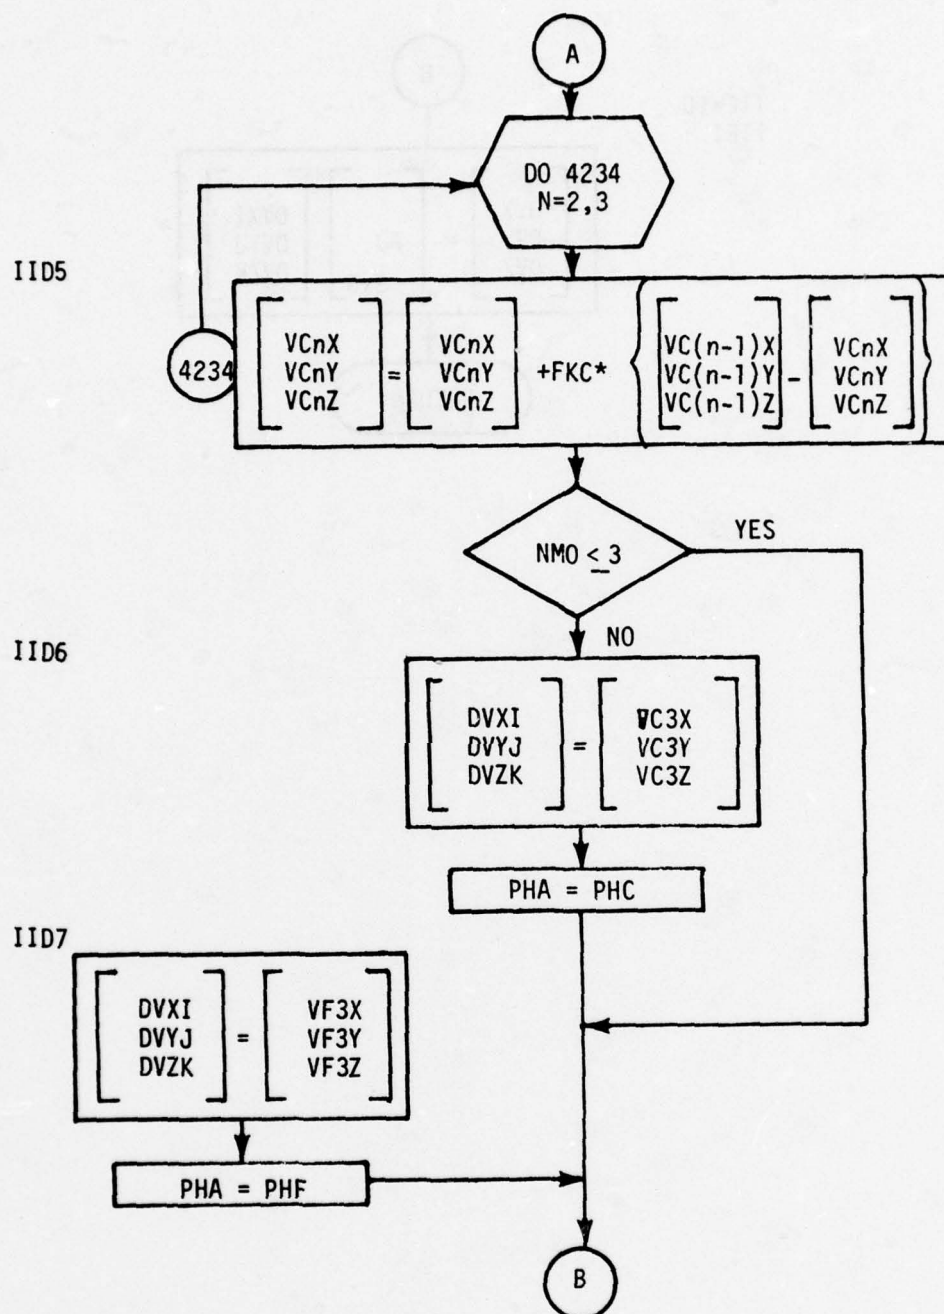 A
DO 4234
N=2,3
IID5
4234
VCnX
VCnY
VCnZ
=
VCnX
VCnY
VCnZ
+FKC*
VC(n-1)X
VC(n-1)Y
VC(n-1)Z
-
VCnX
VCnY
VCnZ
NMO ≤ 3
YES
NO
IID6
DVXI
DVYJ
DVZK
=
VC3X
VC3Y
VC3Z
PHA = PHC
IID7
DVXI
DVYJ
DVZK
=
VF3X
VF3Y
VF3Z
PHA = PHF
B